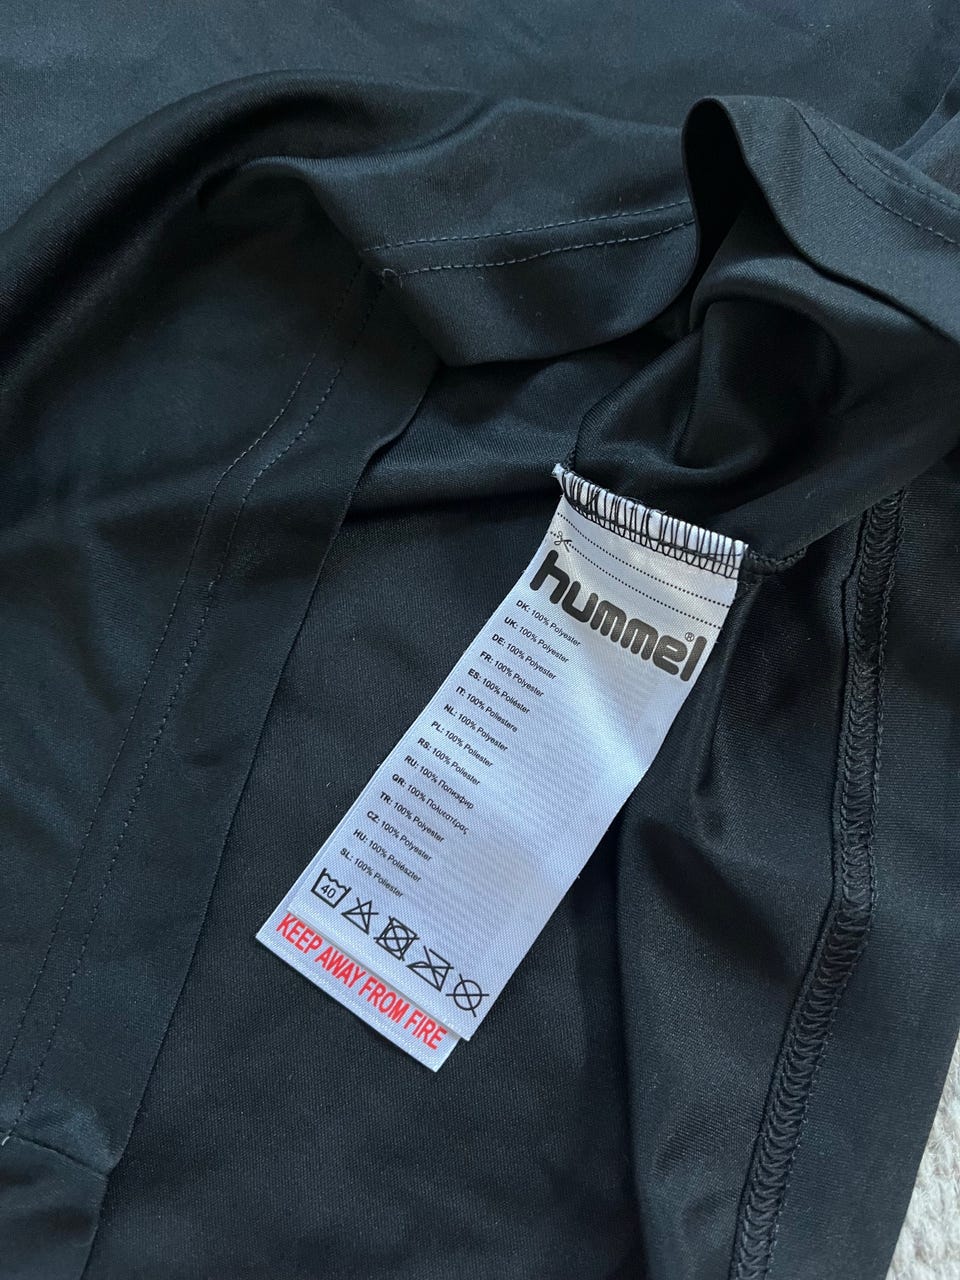 hummel®
DK: 100% Polyester
UK: 100% Polyester
DE: 100% Polyester
FR: 100% Polyester
ES: 100% Poliéster
IT: 100% Poliestere
NL: 100% Polyester
PL: 100% Poliester
RS: 100% Poliester
RU: 100% Полиэфир
GR: 100% Πολυεστέρας
TR: 100% Polyester
CZ: 100% Polyester
HU: 100% Poliészter
SL: 100% Poliester
40
KEEP AWAY FROM FIRE